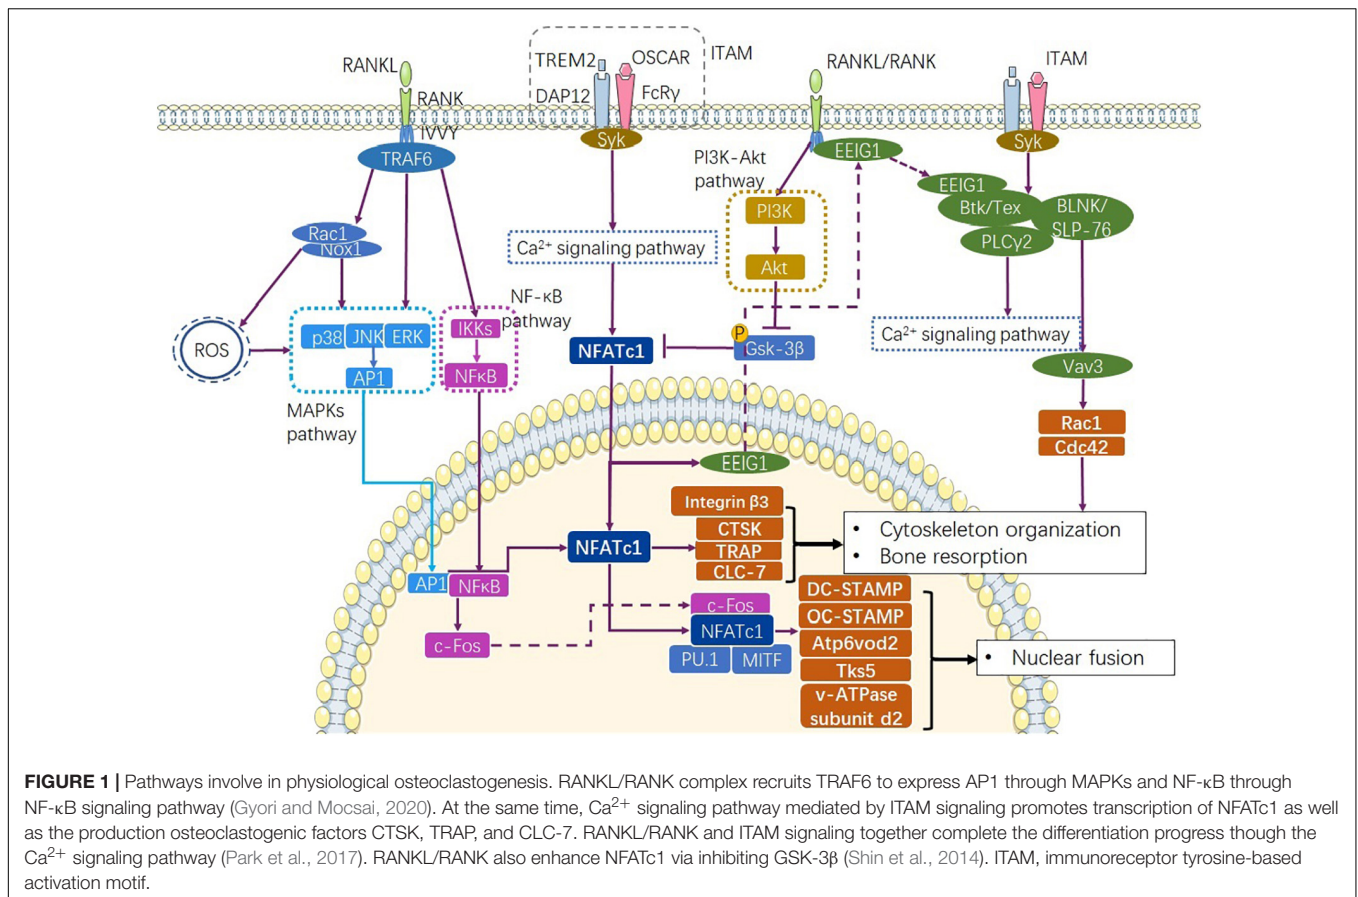 RANKL
RANK
IVVY
TRAF6
TREM2
OSCAR
ITAM
DAP12
FcRγ
Syk
RANKL/RANK
EEIG1
ITAM
Syk
PI3K-Akt
pathway
PI3K
Akt
EEIG1
Btk/Tex
PLCγ2
BLNK/
SLP-76
Rac1
Nox1
Ca²⁺ signaling pathway
ROS
p38
JNK
ERK
AP1
MAPKs
pathway
NF-κB
pathway
IKKs
NFκB
NFATc1
P
Gsk-3β
Ca²⁺ signaling pathway
Vav3
Rac1
Cdc42
EEIG1
Integrin β3
CTSK
TRAP
CLC-7
NFATc1
• Cytoskeleton organization
• Bone resorption
AP1
NFκB
c-Fos
c-Fos
NFATc1
PU.1
MITF
DC-STAMP
OC-STAMP
Atp6vod2
Tks5
v-ATPase
subunit d2
• Nuclear fusion
FIGURE 1 | Pathways involve in physiological osteoclastogenesis. RANKL/RANK complex recruits TRAF6 to express AP1 through MAPKs and NF-κB through
NF-κB signaling pathway (Gyori and Mocsai, 2020). At the same time, Ca²⁺ signaling pathway mediated by ITAM signaling promotes transcription of NFATc1 as well
as the production osteoclastogenic factors CTSK, TRAP, and CLC-7. RANKL/RANK and ITAM signaling together complete the differentiation progress though the
Ca²⁺ signaling pathway (Park et al., 2017). RANKL/RANK also enhance NFATc1 via inhibiting GSK-3β (Shin et al., 2014). ITAM, immunoreceptor tyrosine-based
activation motif.